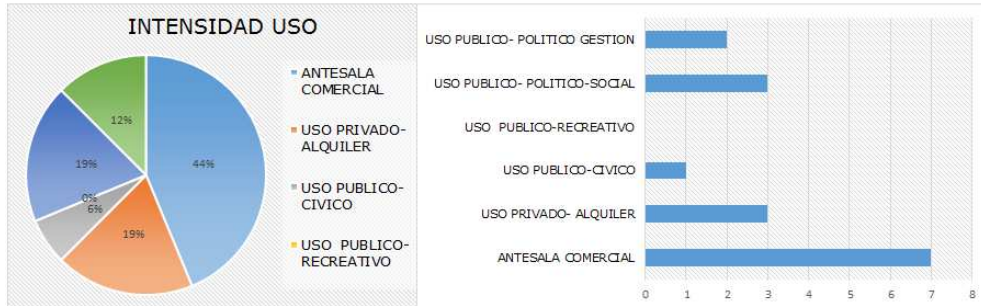 INTENSIDAD USO
12%
44%
19%
0%
6%
19%
ANTESALA
COMERCIAL
USO PRIVADO-
ALQUILER
USO PUBLICO-
CIVICO
USO PUBLICO-
RECREATIVO
USO PUBLICO- POLITICO GESTION
USO PUBLICO- POLITICO-SOCIAL
USO PUBLICO-RECREATIVO
USO PUBLICO-CIVICO
USO PRIVADO- ALQUILER
ANTESALA COMERCIAL
0 1 2 3 4 5 6 7 8